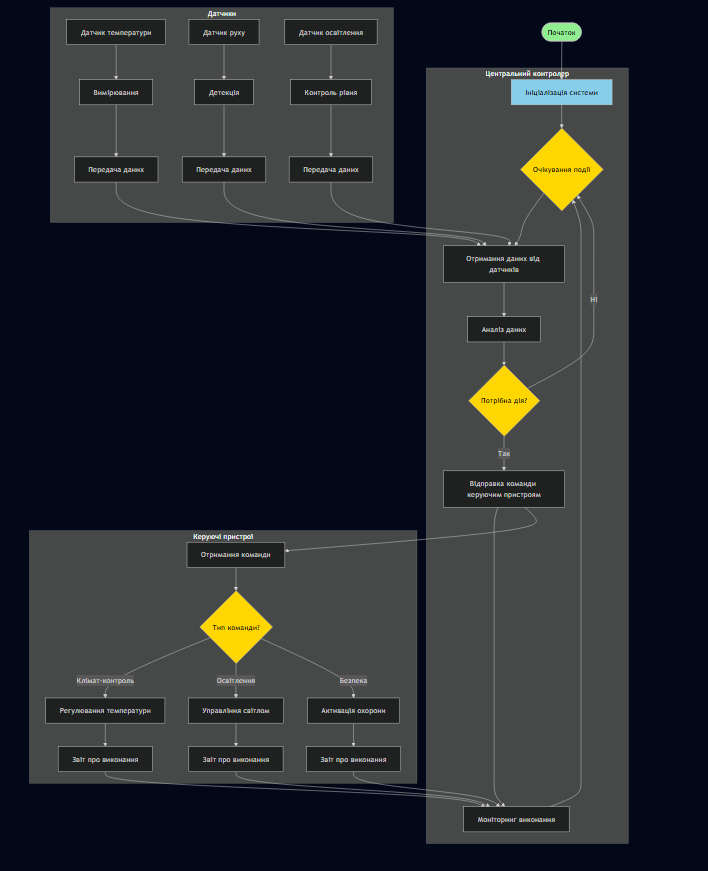 Датчики
Датчик температури
Датчик руху
Датчик освітлення
Вимірювання
Детекція
Контроль рівня
Передача даних
Передача даних
Передача даних
Початок
Центральний контролер
Ініціалізація системи
Очікування події
Отримання даних від
датчиків
Аналіз даних
Ні
Потрібна дія?
Так
Відправка команди
керуючим пристроям
Керуючі пристрої
Отримання команди
Тип команди?
Клімат-контроль
Освітлення
Безпека
Регулювання температури
Управління світлом
Активація охорони
Звіт про виконання
Звіт про виконання
Звіт про виконання
Моніторинг виконання